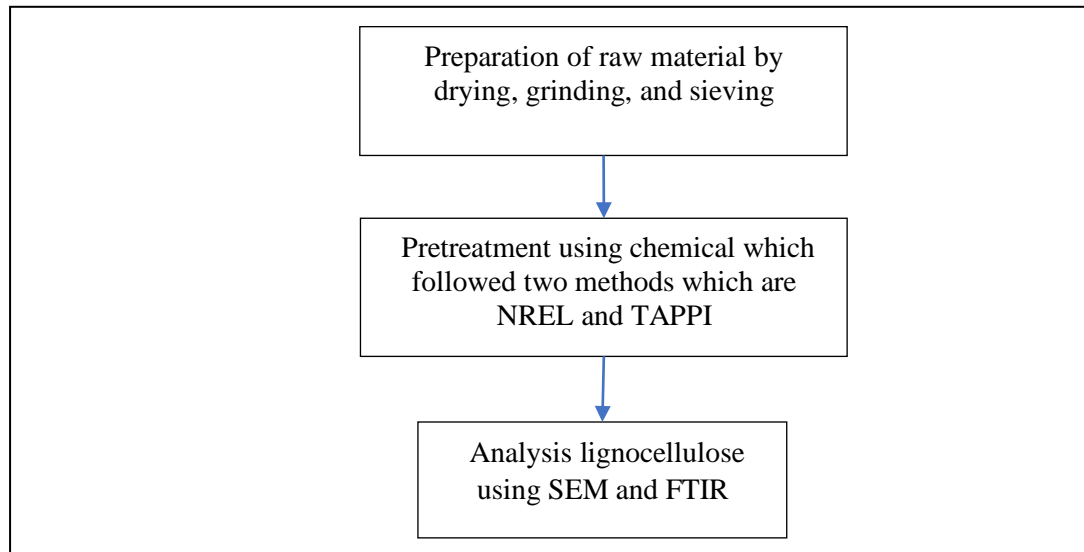 Preparation of raw material by
drying, grinding, and sieving
Pretreatment using chemical which
followed two methods which are
NREL and TAPPI
Analysis lignocellulose
using SEM and FTIR